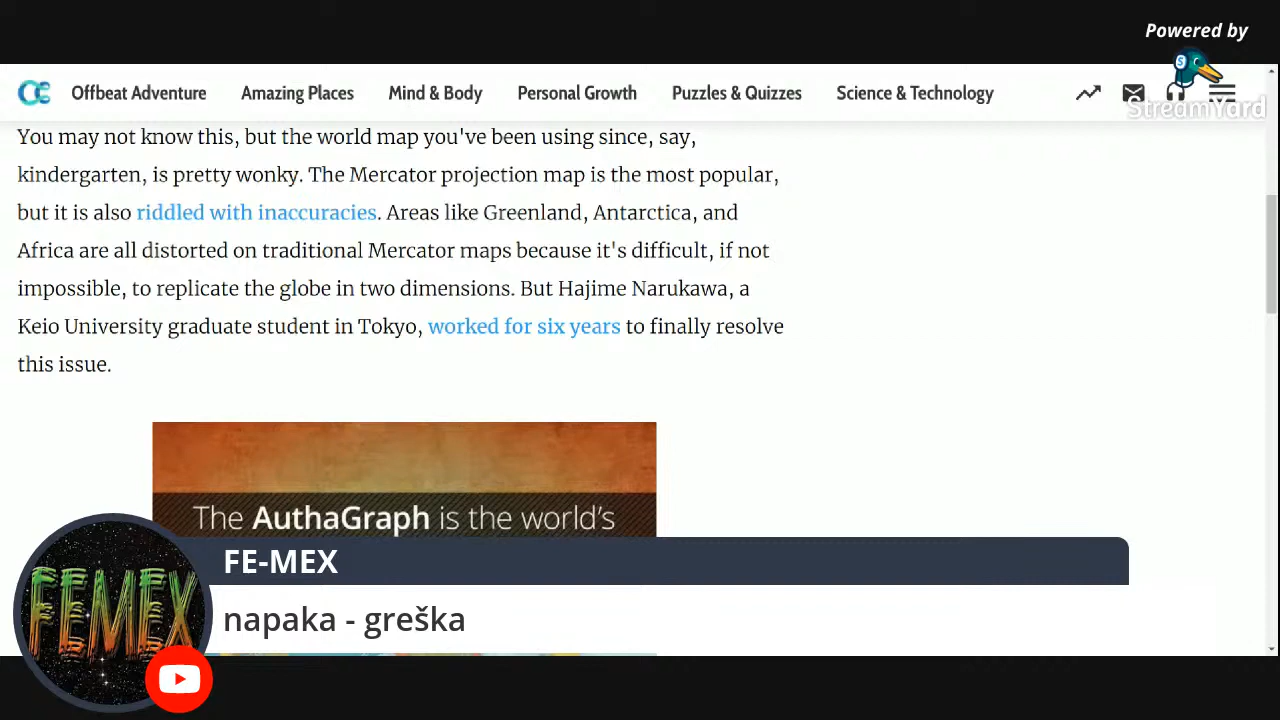 Powered by
StreamYard
Offbeat Adventure Amazing Places Mind & Body Personal Growth Puzzles & Quizzes Science & Technology
You may not know this, but the world map you've been using since, say,
kindergarten, is pretty wonky. The Mercator projection map is the most popular,
but it is also riddled with inaccuracies. Areas like Greenland, Antarctica, and
Africa are all distorted on traditional Mercator maps because it's difficult, if not
impossible, to replicate the globe in two dimensions. But Hajime Narukawa, a
Keio University graduate student in Tokyo, worked for six years to finally resolve
this issue.
The AuthaGraph is the world's
FE-MEX
napaka - greška
FEMEX